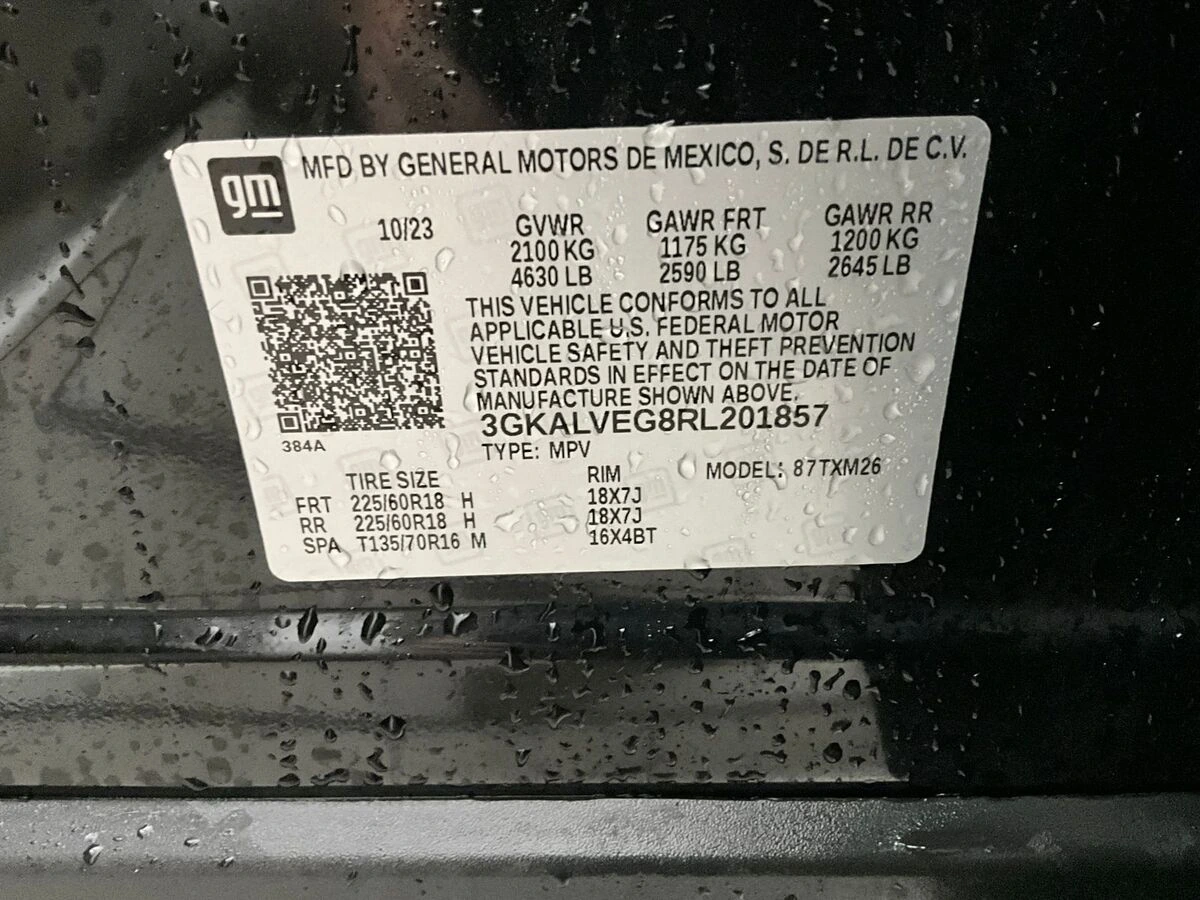 gm
MFD BY GENERAL MOTORS DE MEXICO, S. DE R.L. DE C.V.
10/23
GVWR
2100 KG
4630 LB
GAWR FRT
1175 KG
2590 LB
GAWR RR
1200 KG
2645 LB
THIS VEHICLE CONFORMS TO ALL
APPLICABLE U.S. FEDERAL MOTOR
VEHICLE SAFETY AND THEFT PREVENTION
STANDARDS IN EFFECT ON THE DATE OF
MANUFACTURE SHOWN ABOVE.
3GKALVEG8RL201857
384A
TYPE: MPV
MODEL: 87TXM26
TIRE SIZE RIM
FRT 225/60R18 H 18X7J
RR 225/60R18 H 18X7J
SPA T135/70R16 M 16X4BT